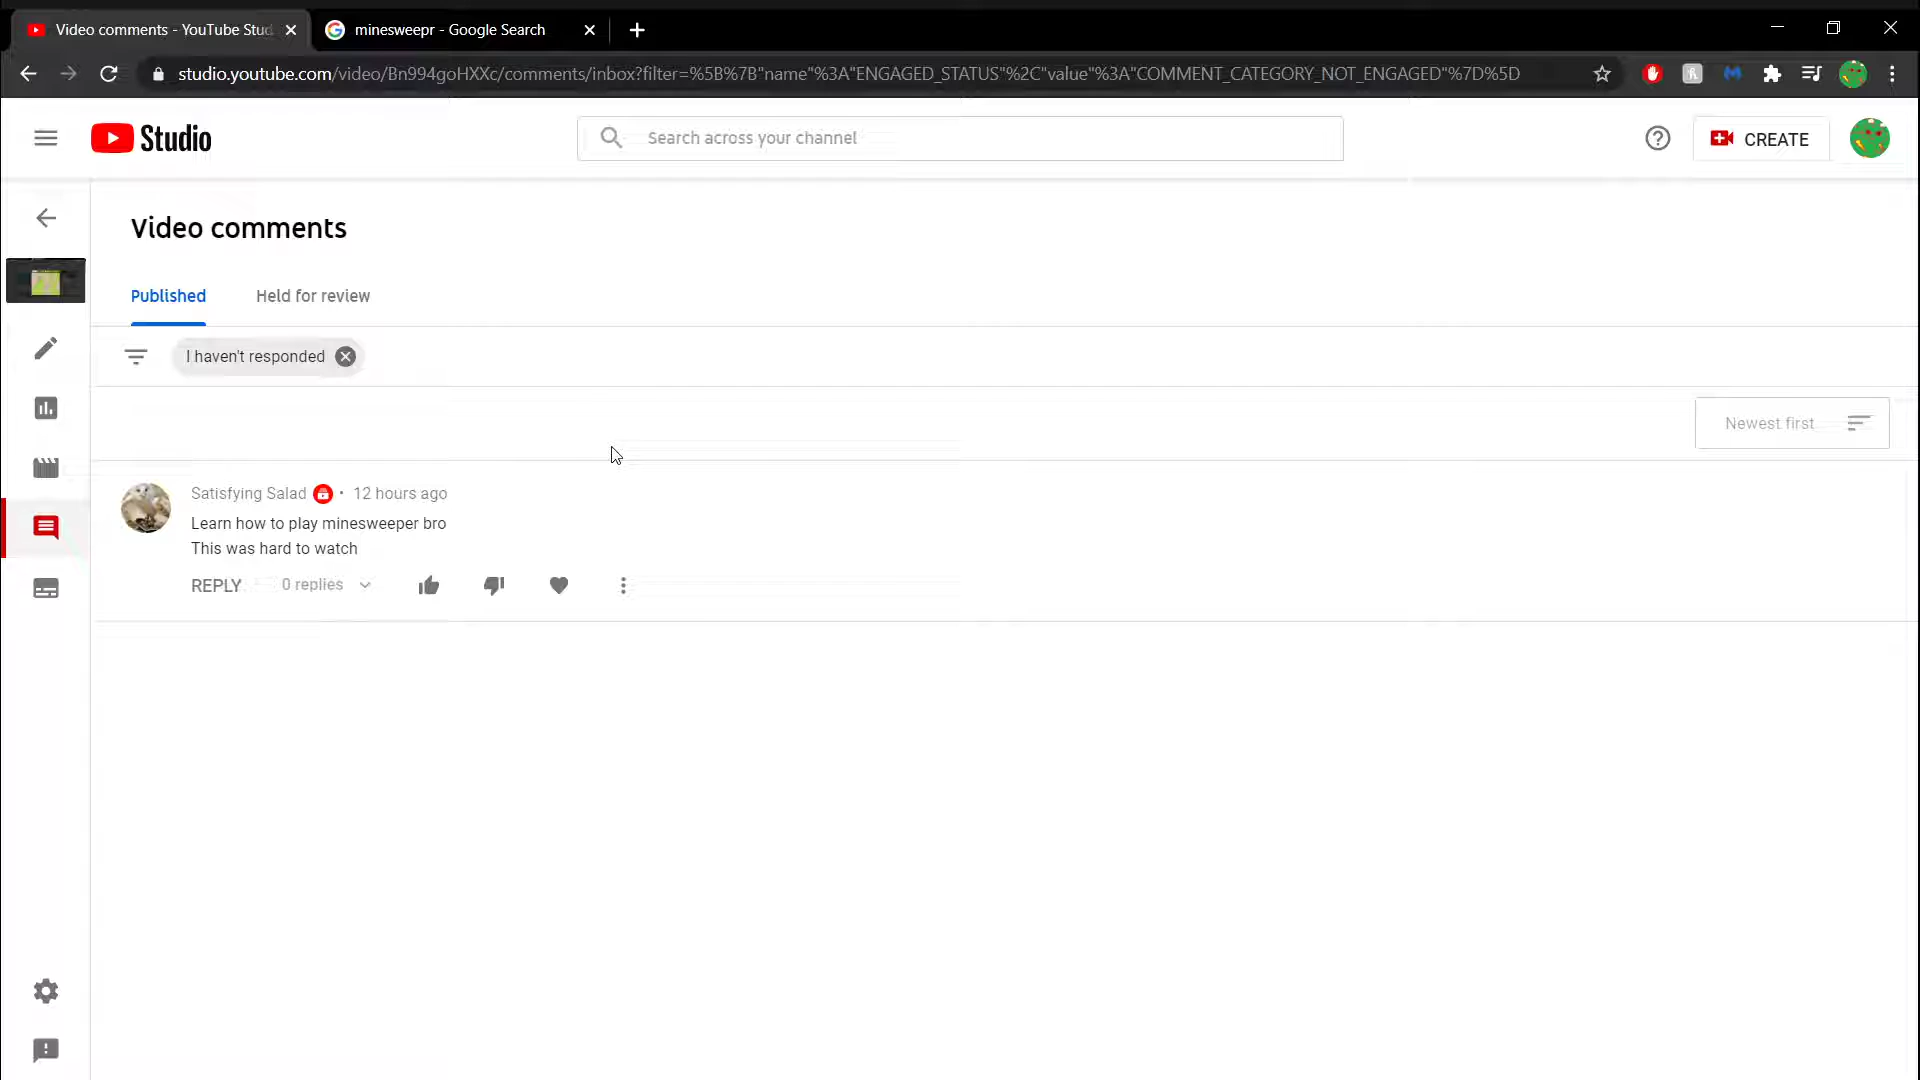 Video comments - YouTube Stud
minesweepr - Google Search
studio.youtube.com/video/Bn994goHXXc/comments/inbox?filter=%5B%7B"name"%3A"ENGAGED_STATUS"%2C"value"%3A"COMMENT_CATEGORY_NOT_ENGAGED"%7D%5D
Studio
Search across your channel
CREATE
Video comments
Published
Held for review
I haven't responded
Newest first
Satisfying Salad • 12 hours ago
Learn how to play minesweeper bro
This was hard to watch
REPLY
0 replies